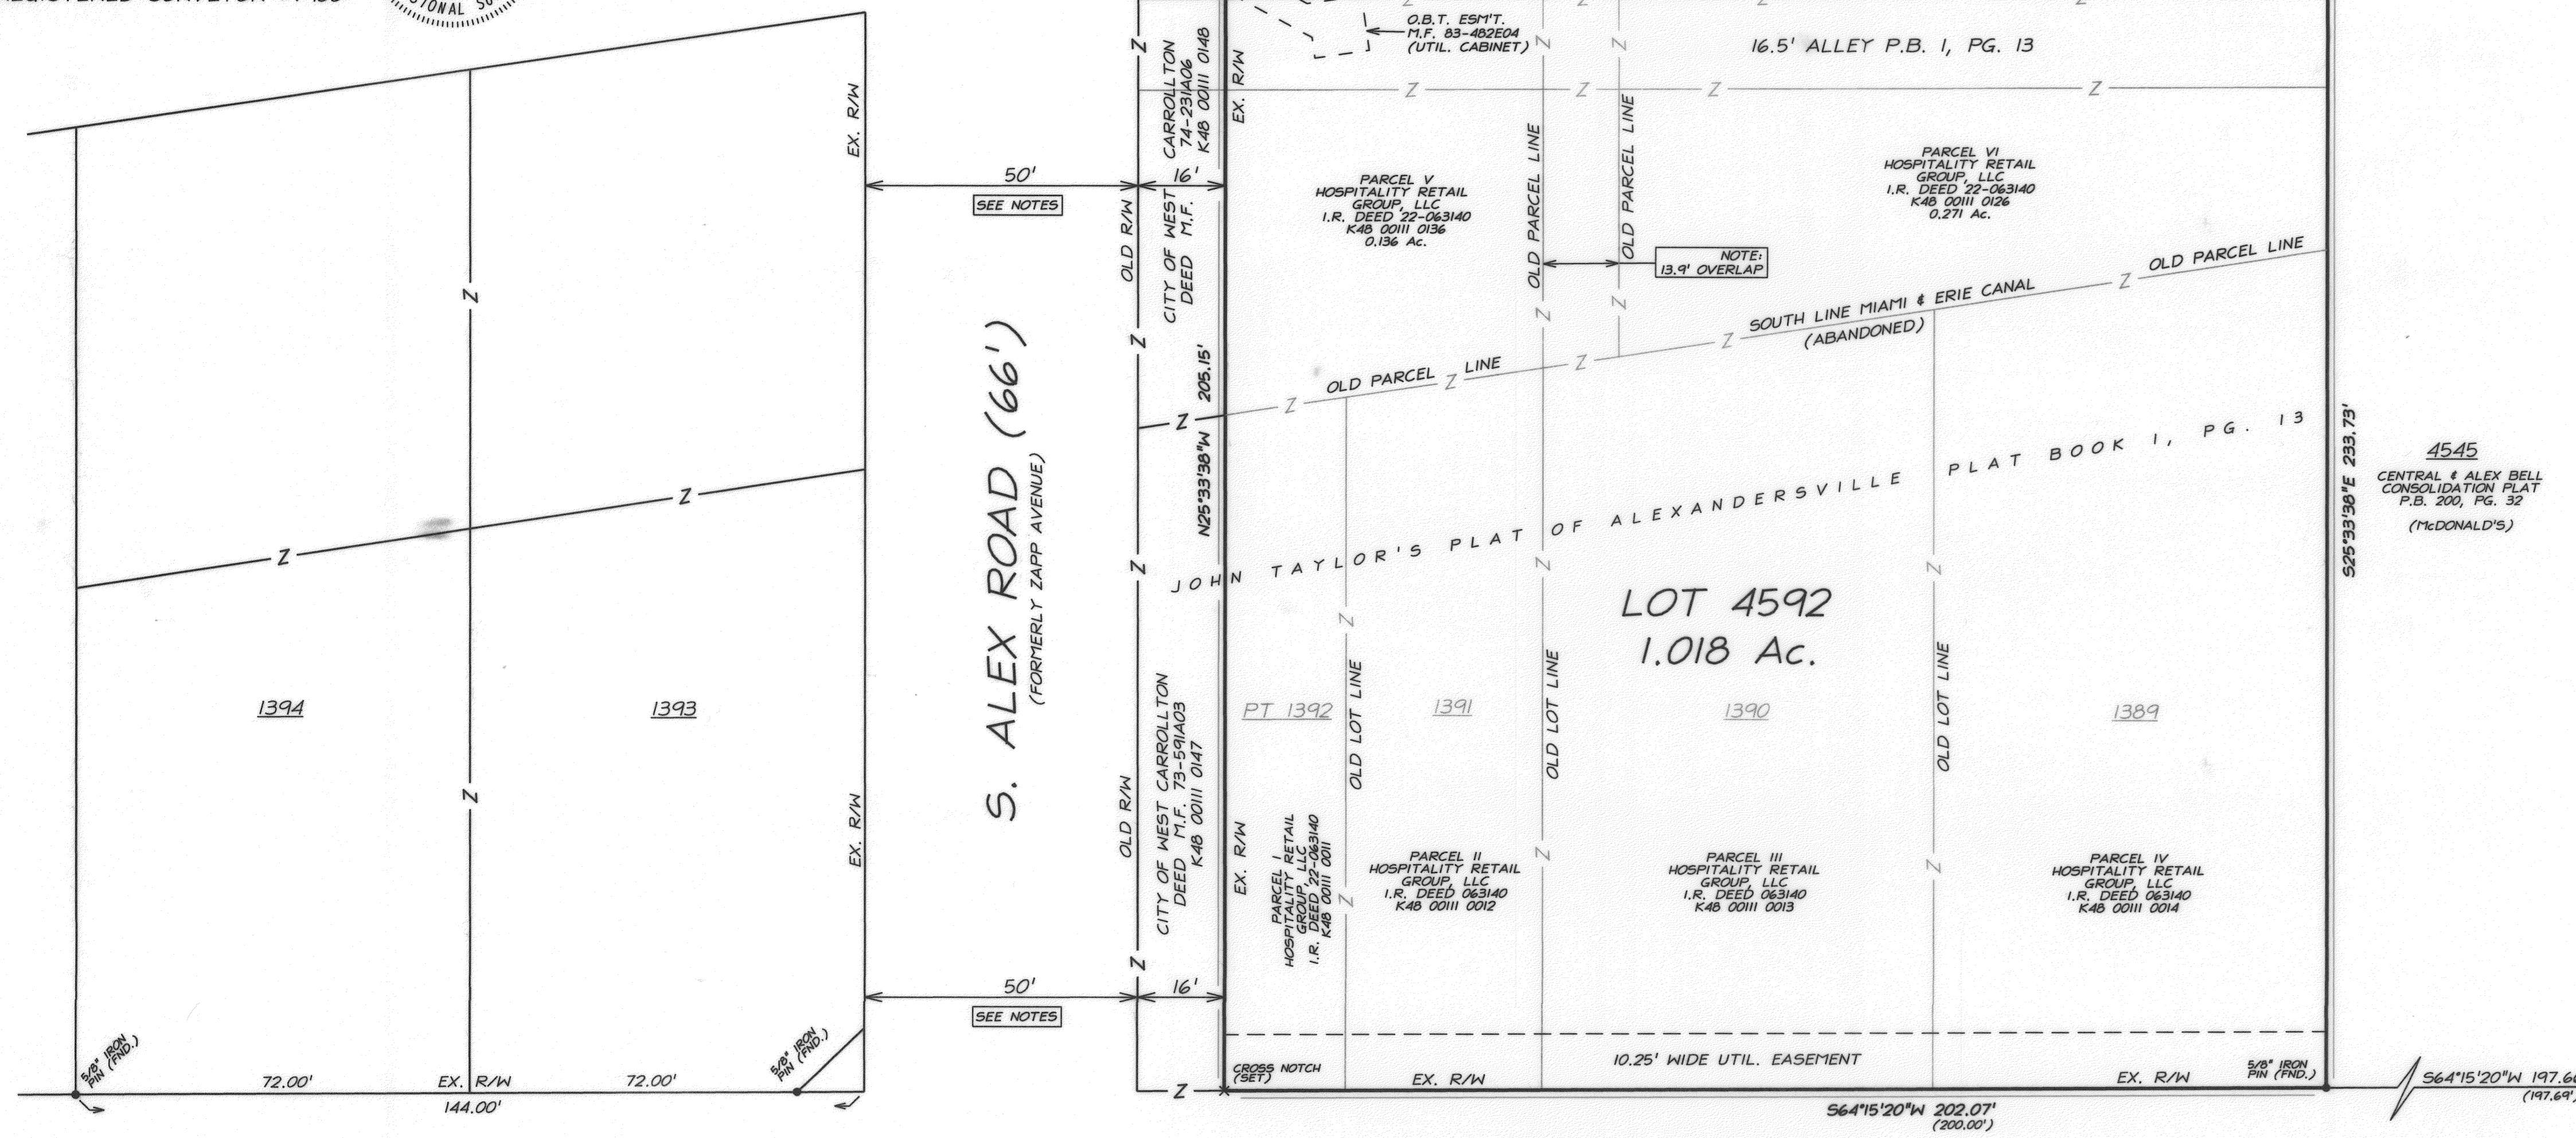 O.B.T. ESM'T.
M.F. 83-482E04
(UTIL. CABINET)
16.5' ALLEY P.B. 1, PG. 13
EX. R/W
CITY OF WEST CARROLLTON
DEED M.F. 74-231A06
K48 00111 0148
EX. R/W
50'
SEE NOTES
16'
OLD R/W
PARCEL V
HOSPITALITY RETAIL
GROUP, LLC
I.R. DEED 22-063140
K48 00111 0136
0.136 Ac.
OLD PARCEL LINE
OLD PARCEL LINE
PARCEL VI
HOSPITALITY RETAIL
GROUP, LLC
I.R. DEED 22-063140
K48 00111 0126
0.271 Ac.
NOTE:
13.9' OVERLAP
OLD PARCEL LINE
SOUTH LINE MIAMI & ERIE CANAL
(ABANDONED)
OLD PARCEL LINE
S. ALEX ROAD (66')
(FORMERLY ZAPP AVENUE)
N25°33'38"W 205.15'
JOHN TAYLOR'S PLAT OF ALEXANDERSVILLE PLAT BOOK 1, PG. 13
S25°33'38"E 233.73'
4545
CENTRAL & ALEX BELL
CONSOLIDATION PLAT
P.B. 200, PG. 32
(McDONALD'S)
LOT 4592
1.018 Ac.
1394
1393
PT 1392
1391
1390
1389
OLD LOT LINE
OLD LOT LINE
OLD LOT LINE
EX. R/W
OLD R/W
CITY OF WEST CARROLLTON
DEED M.F. 73-591A03
K48 00111 0147
EX. R/W
PARCEL I
HOSPITALITY RETAIL
GROUP, LLC
I.R. DEED 22-063140
K48 00111 0011
PARCEL II
HOSPITALITY RETAIL
GROUP, LLC
I.R. DEED 063140
K48 00111 0012
PARCEL III
HOSPITALITY RETAIL
GROUP, LLC
I.R. DEED 063140
K48 00111 0013
PARCEL IV
HOSPITALITY RETAIL
GROUP, LLC
I.R. DEED 063140
K48 00111 0014
50'
SEE NOTES
16'
5/8" IRON
PIN (FND.)
72.00'
EX. R/W
72.00'
5/8" IRON
PIN (FND.)
144.00'
CROSS NOTCH
(SET)
10.25' WIDE UTIL. EASEMENT
EX. R/W
EX. R/W
5/8" IRON
PIN (FND.)
S64°15'20"W 202.07'
(200.00')
S64°15'20"W
(197.69')